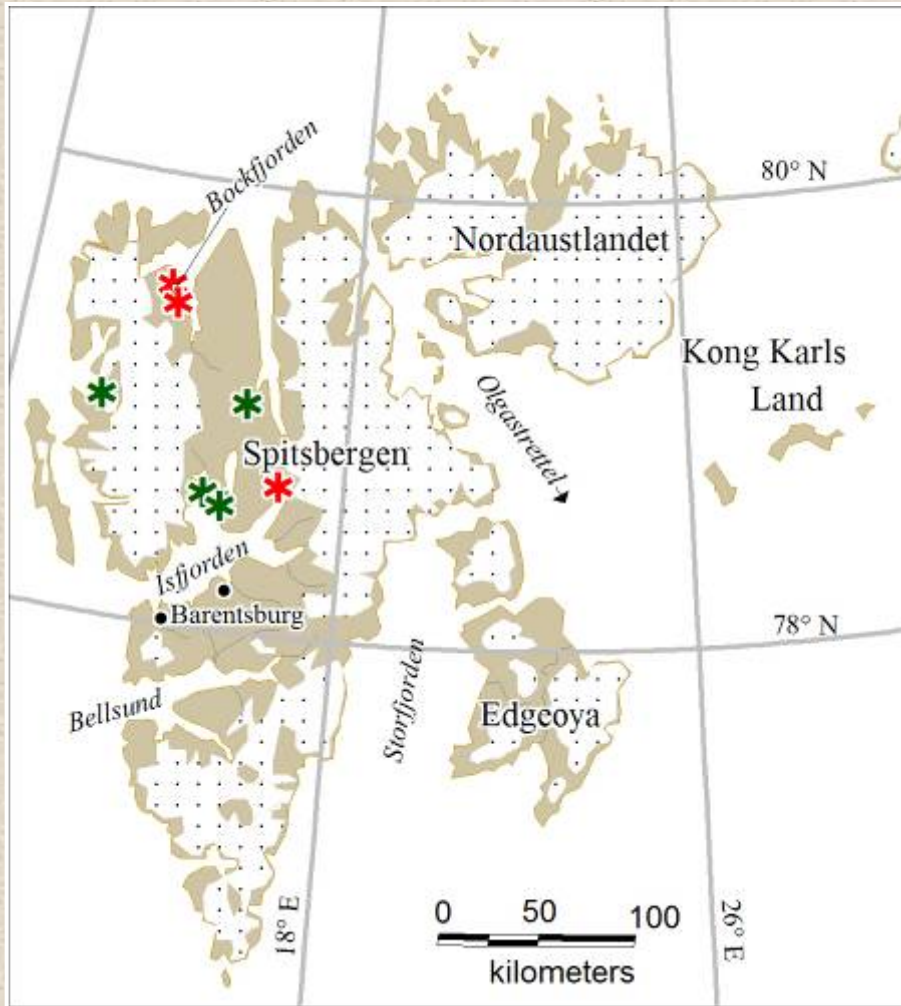 Bockfjorden
80° N
Nordaustlandet
Kong Karls
Land
Olgastrettel
Spitsbergen
Isfjorden
Barentsburg
78° N
Bellsund
Storfjorden
Edgeoya
18° E
26° E
0 50 100
kilometers